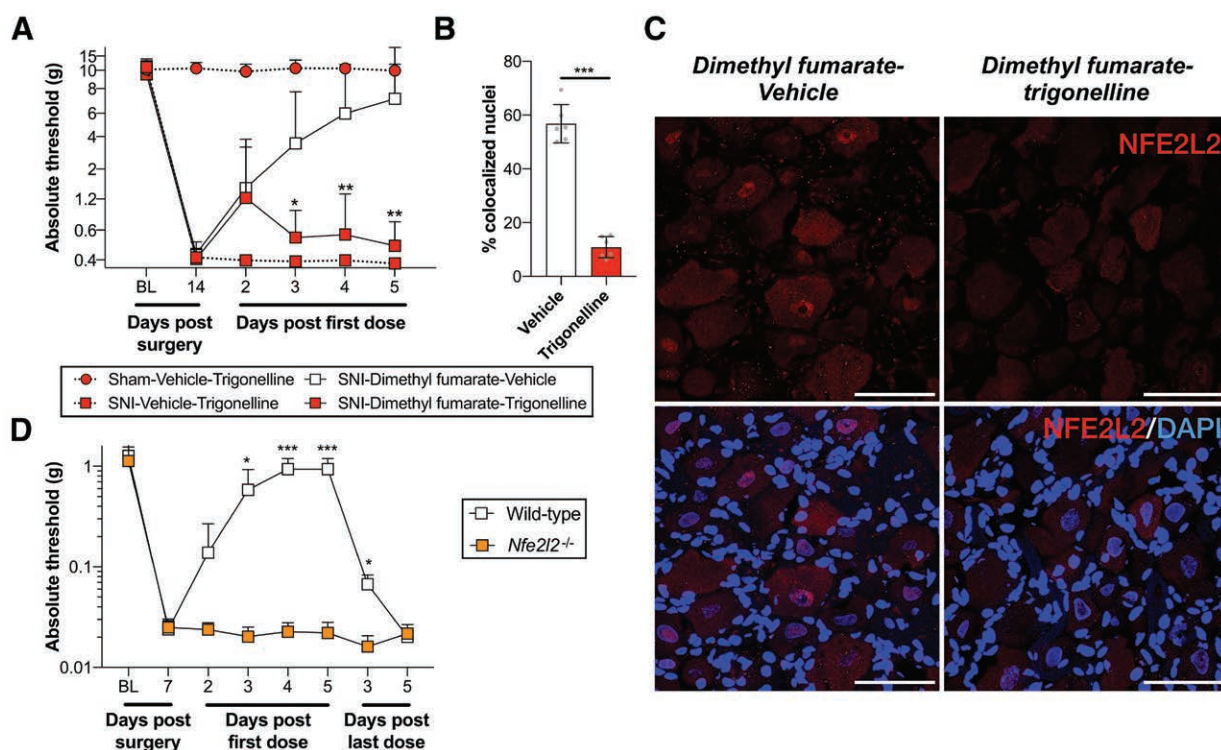 A
Absolute threshold (g)
15
10
8
6
4
2
1.2
0.6
0.4
*
**
**
BL
14
2
3
4
5
Days post
surgery
Days post first dose
Sham-Vehicle-Trigonelline
SNI-Dimethyl fumarate-Vehicle
SNI-Vehicle-Trigonelline
SNI-Dimethyl fumarate-Trigonelline
B
% colocalized nuclei
80
60
40
20
0
***
Vehicle
Trigonelline
C
Dimethyl fumarate-
Vehicle
Dimethyl fumarate-
trigonelline
NFE2L2
NFE2L2/DAPI
D
Absolute threshold (g)
1
0.1
0.01
*
***
***
*
BL
7
2
3
4
5
3
5
Days post
surgery
Days post
first dose
Days post
last dose
Wild-type
Nfe2l2-/-